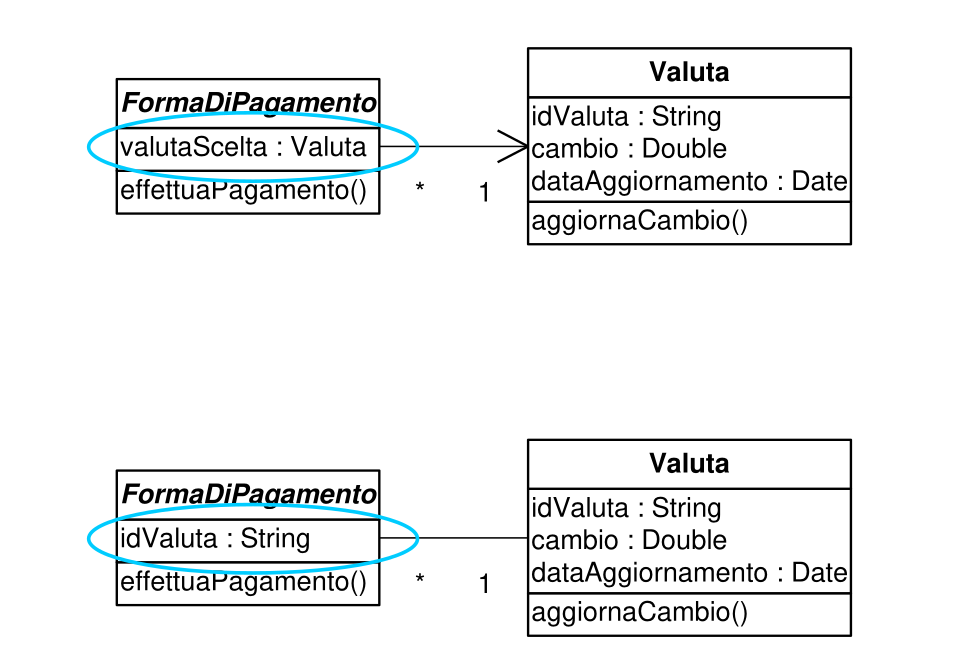 FormaDiPagamento
valutaScelta : Valuta
effettuaPagamento()
* 1
Valuta
idValuta : String
cambio : Double
dataAggiornamento : Date
aggiornaCambio()
FormaDiPagamento
idValuta : String
effettuaPagamento()
* 1
Valuta
idValuta : String
cambio : Double
dataAggiornamento : Date
aggiornaCambio()